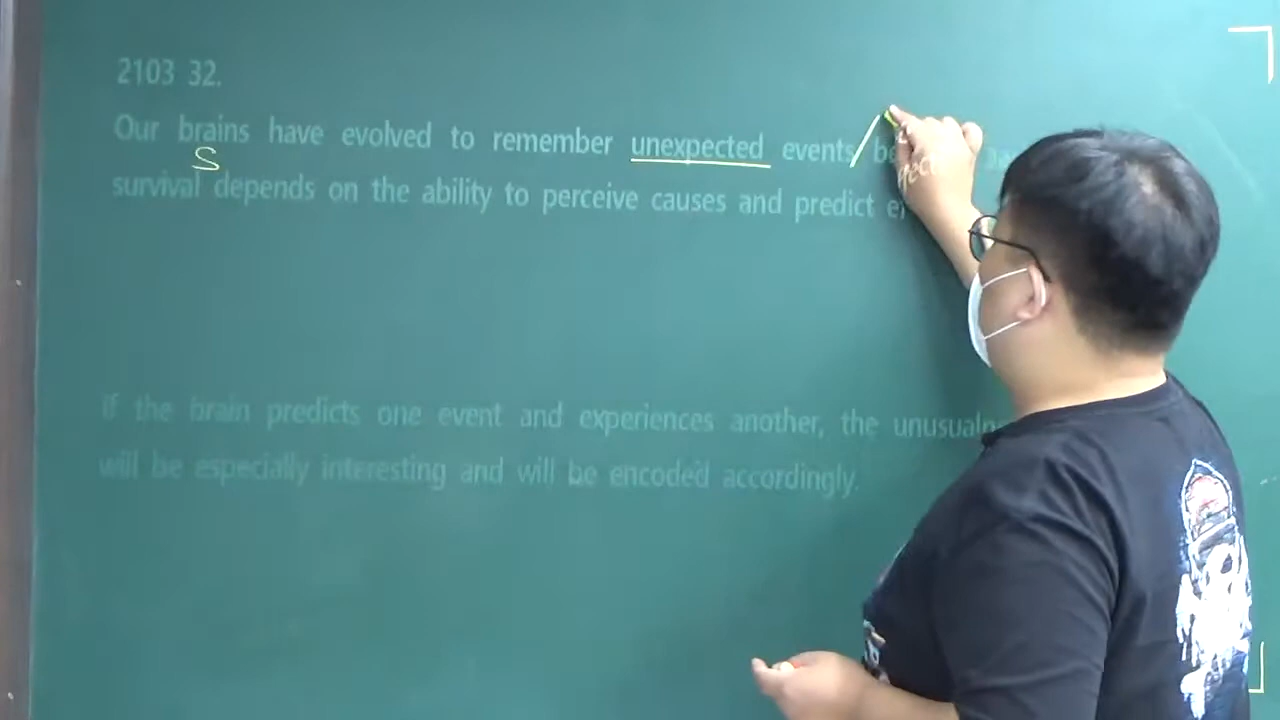 2103 32.
Our brains have evolved to remember unexpected events
S
survival depends on the ability to perceive causes and predict
if the brain predicts one event and experiences another, the
will be especially interesting and will be encoded accordingly.